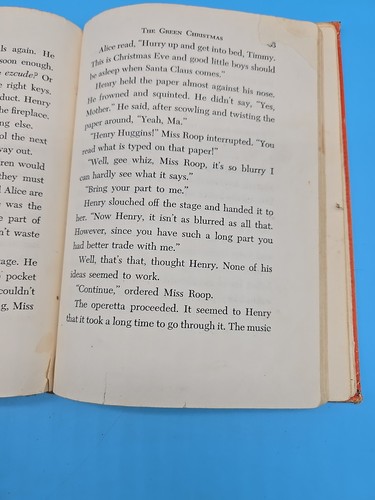 ls again. He
soon enough.
ezcude? Or
e right keys.
duct. Henry
he fireplace.
ng else.
ol the next
way out.
ren would
they must
d Alice are
e was the
e part of
n't waste
age. He
pocket
couldn't
g, Miss
The Green Christmas
Alice read, "Hurry up and get into bed, Timmy.
This is Christmas Eve and good little boys should
be asleep when Santa Claus comes."
Henry held the paper almost against his nose.
He frowned and squinted. He didn't say, "Yes,
Mother." He said, after scowling and twisting the
paper around, "Yeah, Ma."
"Henry Huggins!" Miss Roop interrupted. "You
read what is typed on that paper!"
"Well, gee whiz, Miss Roop, it's so blurry I
can hardly see what it says."
"Bring your part to me."
Henry slouched off the stage and handed it to
her. "Now Henry, it isn't as blurred as all that.
However, since you have such a long part you
had better trade with me."
Well, that's that, thought Henry. None of his
ideas seemed to work.
"Continue," ordered Miss Roop.
The operetta proceeded. It seemed to Henry
that it took a long time to go through it. The music